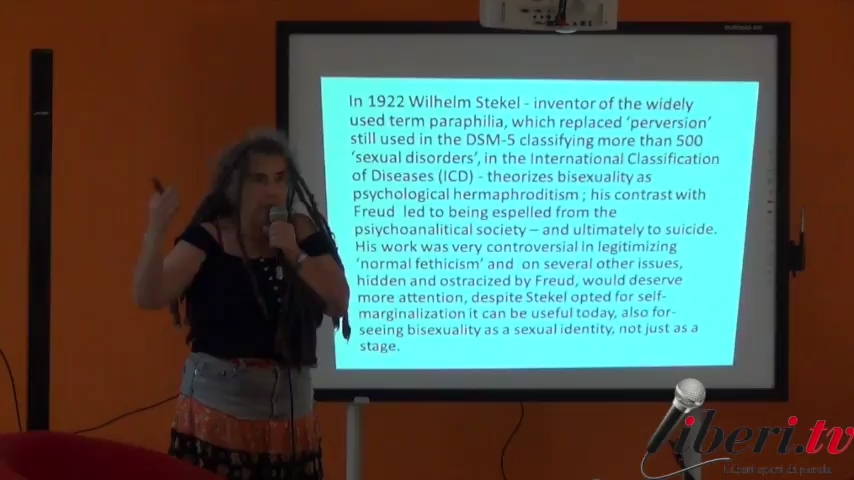 In 1922 Wilhelm Stekel - inventor of the widely
used term paraphilia, which replaced 'perversion'
still used in the DSM-5 classifying more than 500
'sexual disorders', in the International Classification
of Diseases (ICD) - theorizes bisexuality as
psychological hermaphroditism ; his contrast with
Freud led to being espelled from the
psychoanalitical society – and ultimately to suicide.
His work was very controversial in legitimizing
'normal fethicism' and on several other issues,
hidden and ostracized by Freud, would deserve
more attention, despite Stekel opted for self-
marginalization it can be useful today, also for-
seeing bisexuality as a sexual identity, not just as a
stage.
liberi.tv